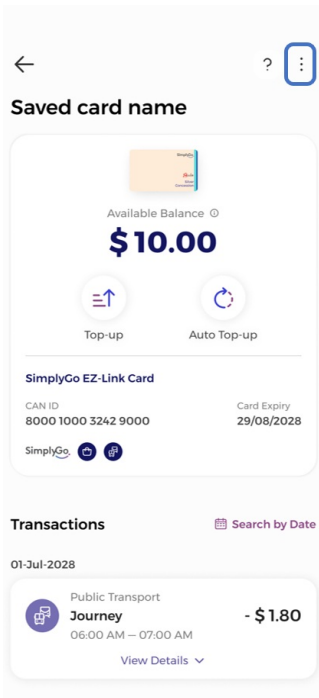 ?
Saved card name
SimplyGo
Available Balance
$10.00
Top-up
Auto Top-up
SimplyGo EZ-Link Card
CAN ID
Card Expiry
8000 1000 3242 9000
29/08/2028
SimplyGo
Transactions
Search by Date
01-Jul-2028
Public Transport
Journey
- $1.80
06:00 AM — 07:00 AM
View Details